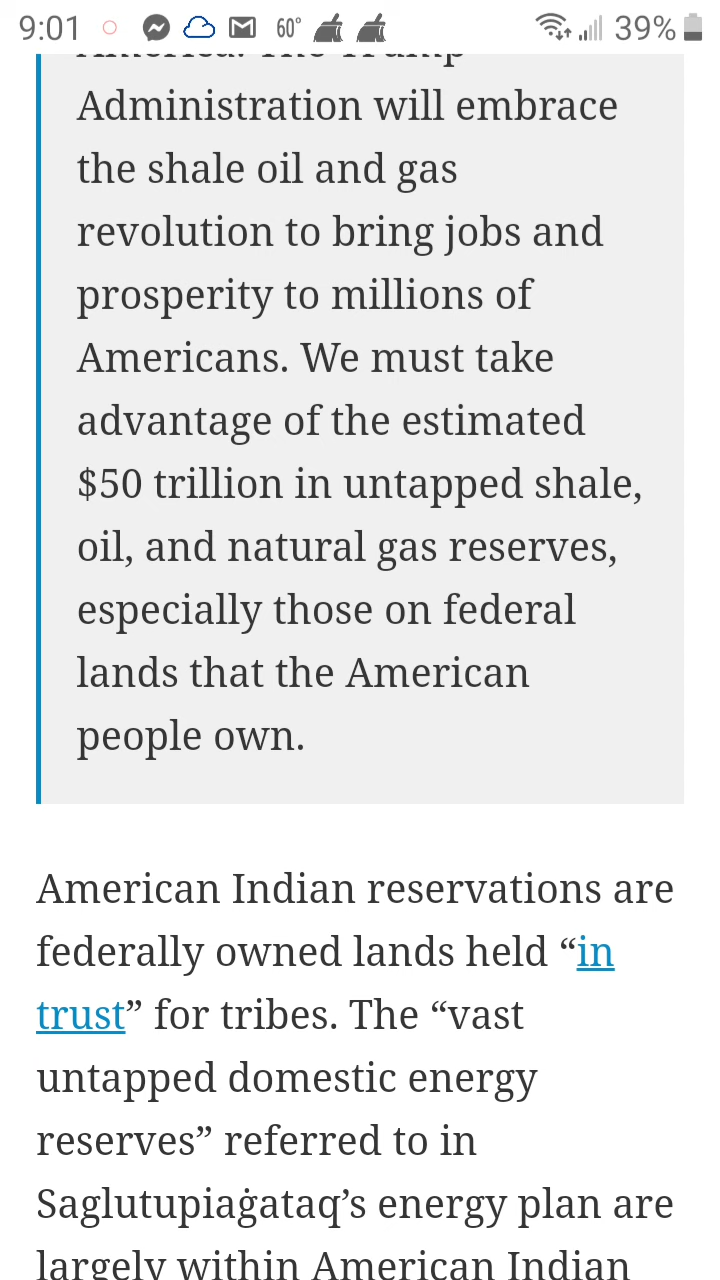 9:01 60° 39%
America. The Trump
Administration will embrace
the shale oil and gas
revolution to bring jobs and
prosperity to millions of
Americans. We must take
advantage of the estimated
$50 trillion in untapped shale,
oil, and natural gas reserves,
especially those on federal
lands that the American
people own.
American Indian reservations are
federally owned lands held “in
trust” for tribes. The “vast
untapped domestic energy
reserves” referred to in
Saglutupiaġataq’s energy plan are
largely within American Indian